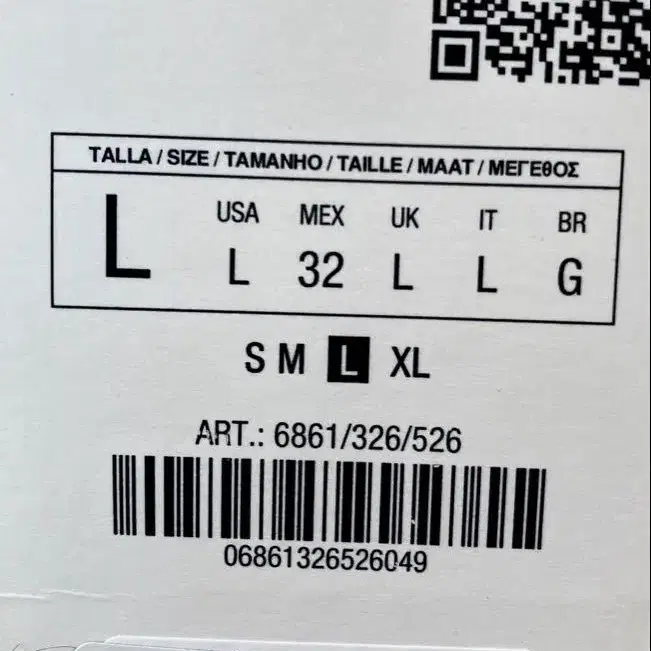 TALLA / SIZE / TAMANHO / TAILLE / MAAT / ΜΕΓΕΘΟΣ
USA MEX UK IT BR
L L 32 L L G
S M L XL
ART.: 6861/326/526
06861326526049